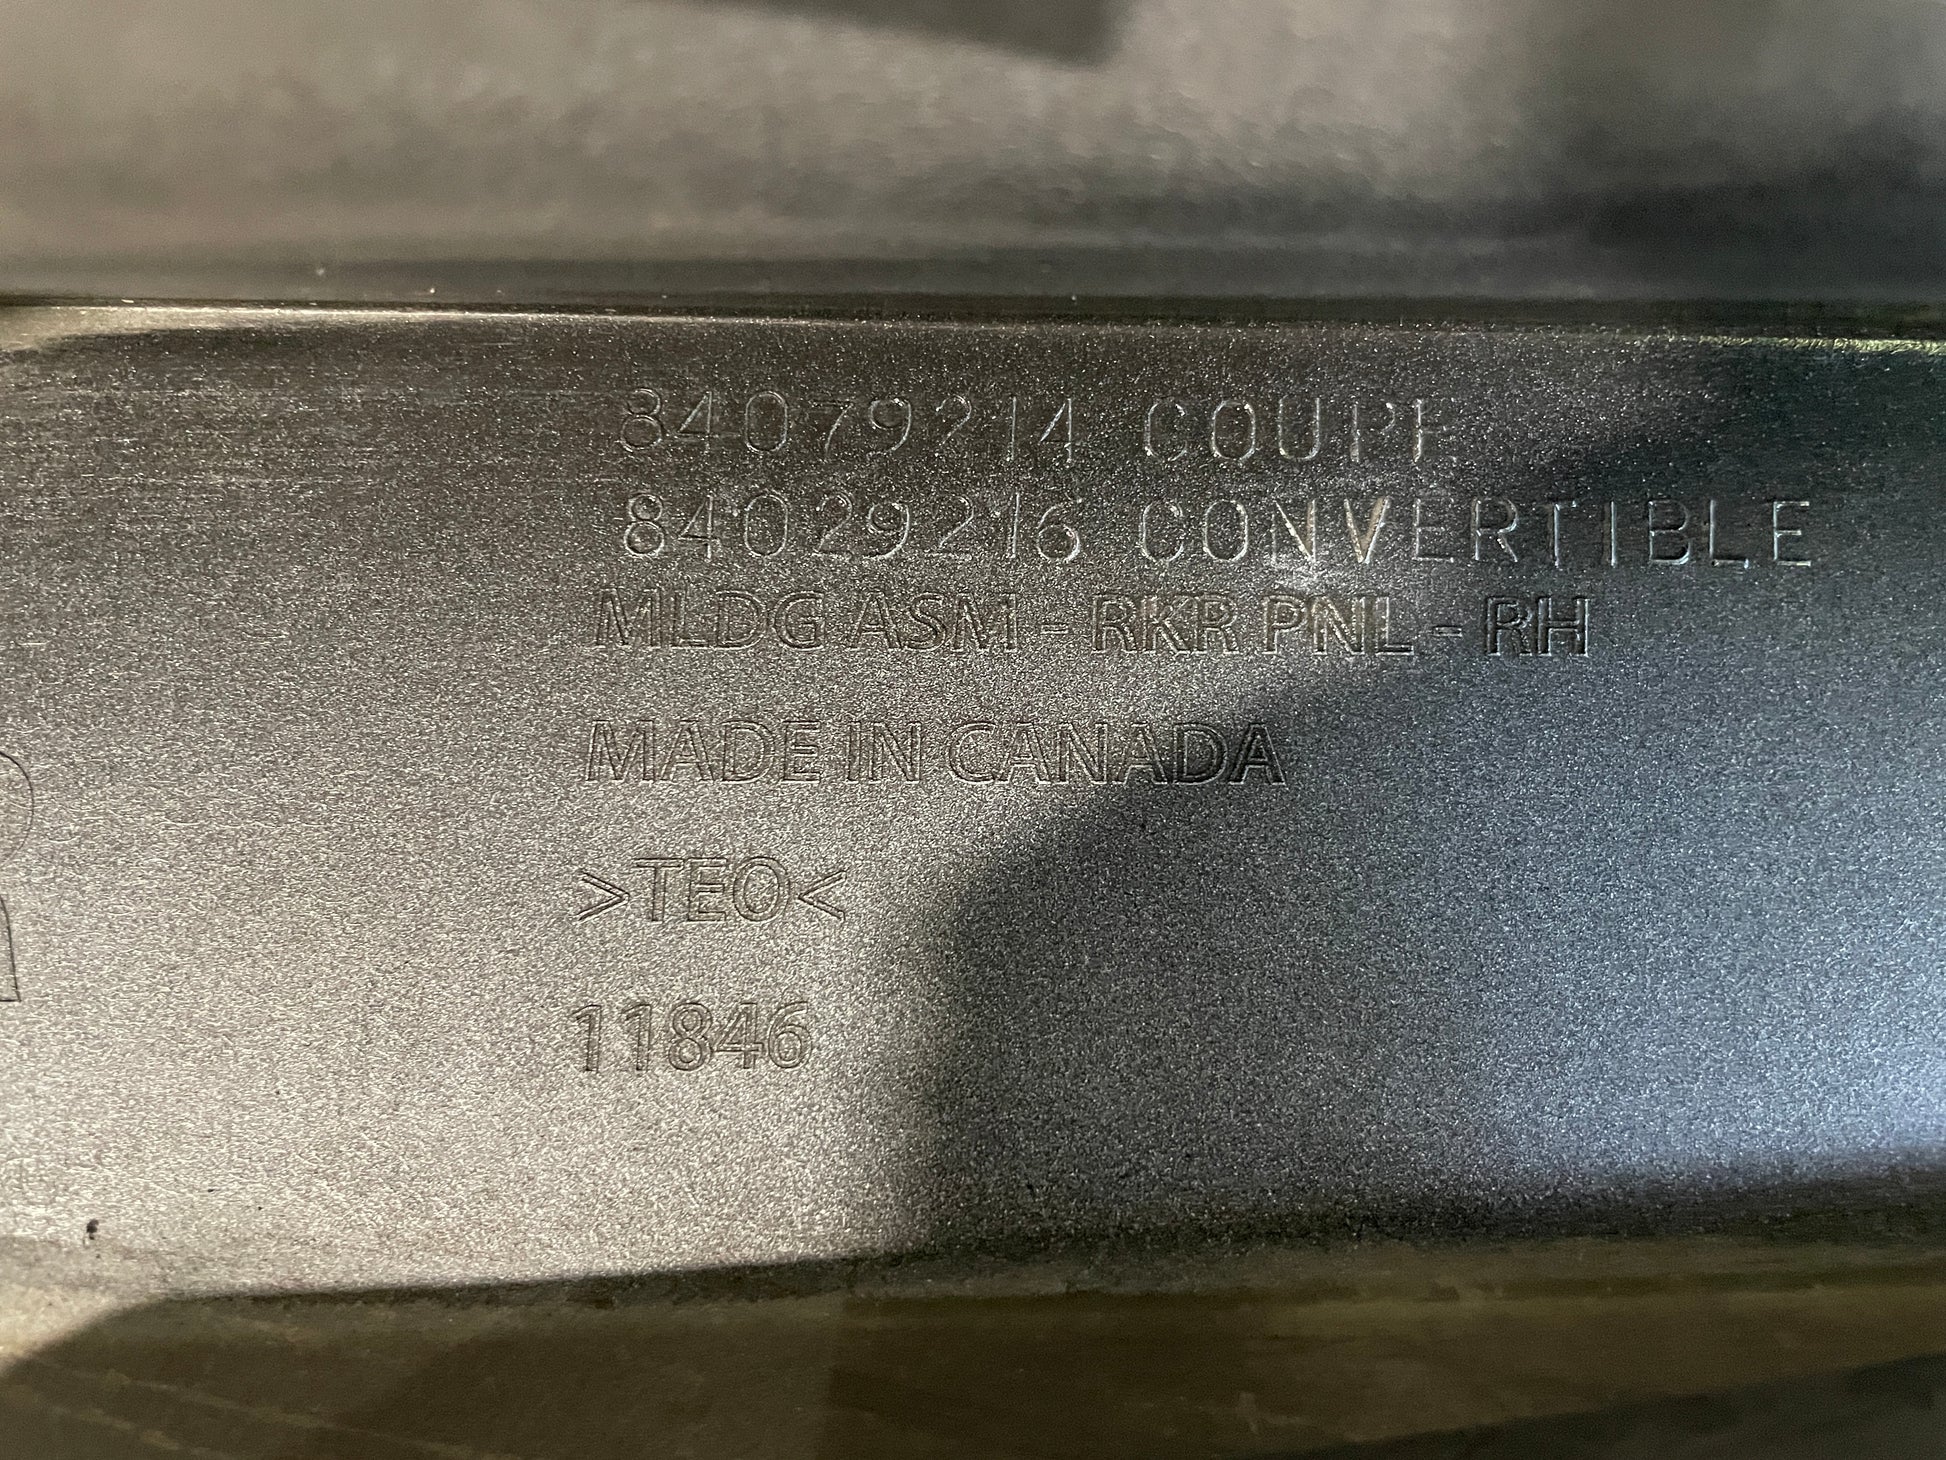 84079214 COUPE
84029216 CONVERTIBLE
MLDG ASM - RKR PNL - RH
MADE IN CANADA
>TEO<
11846